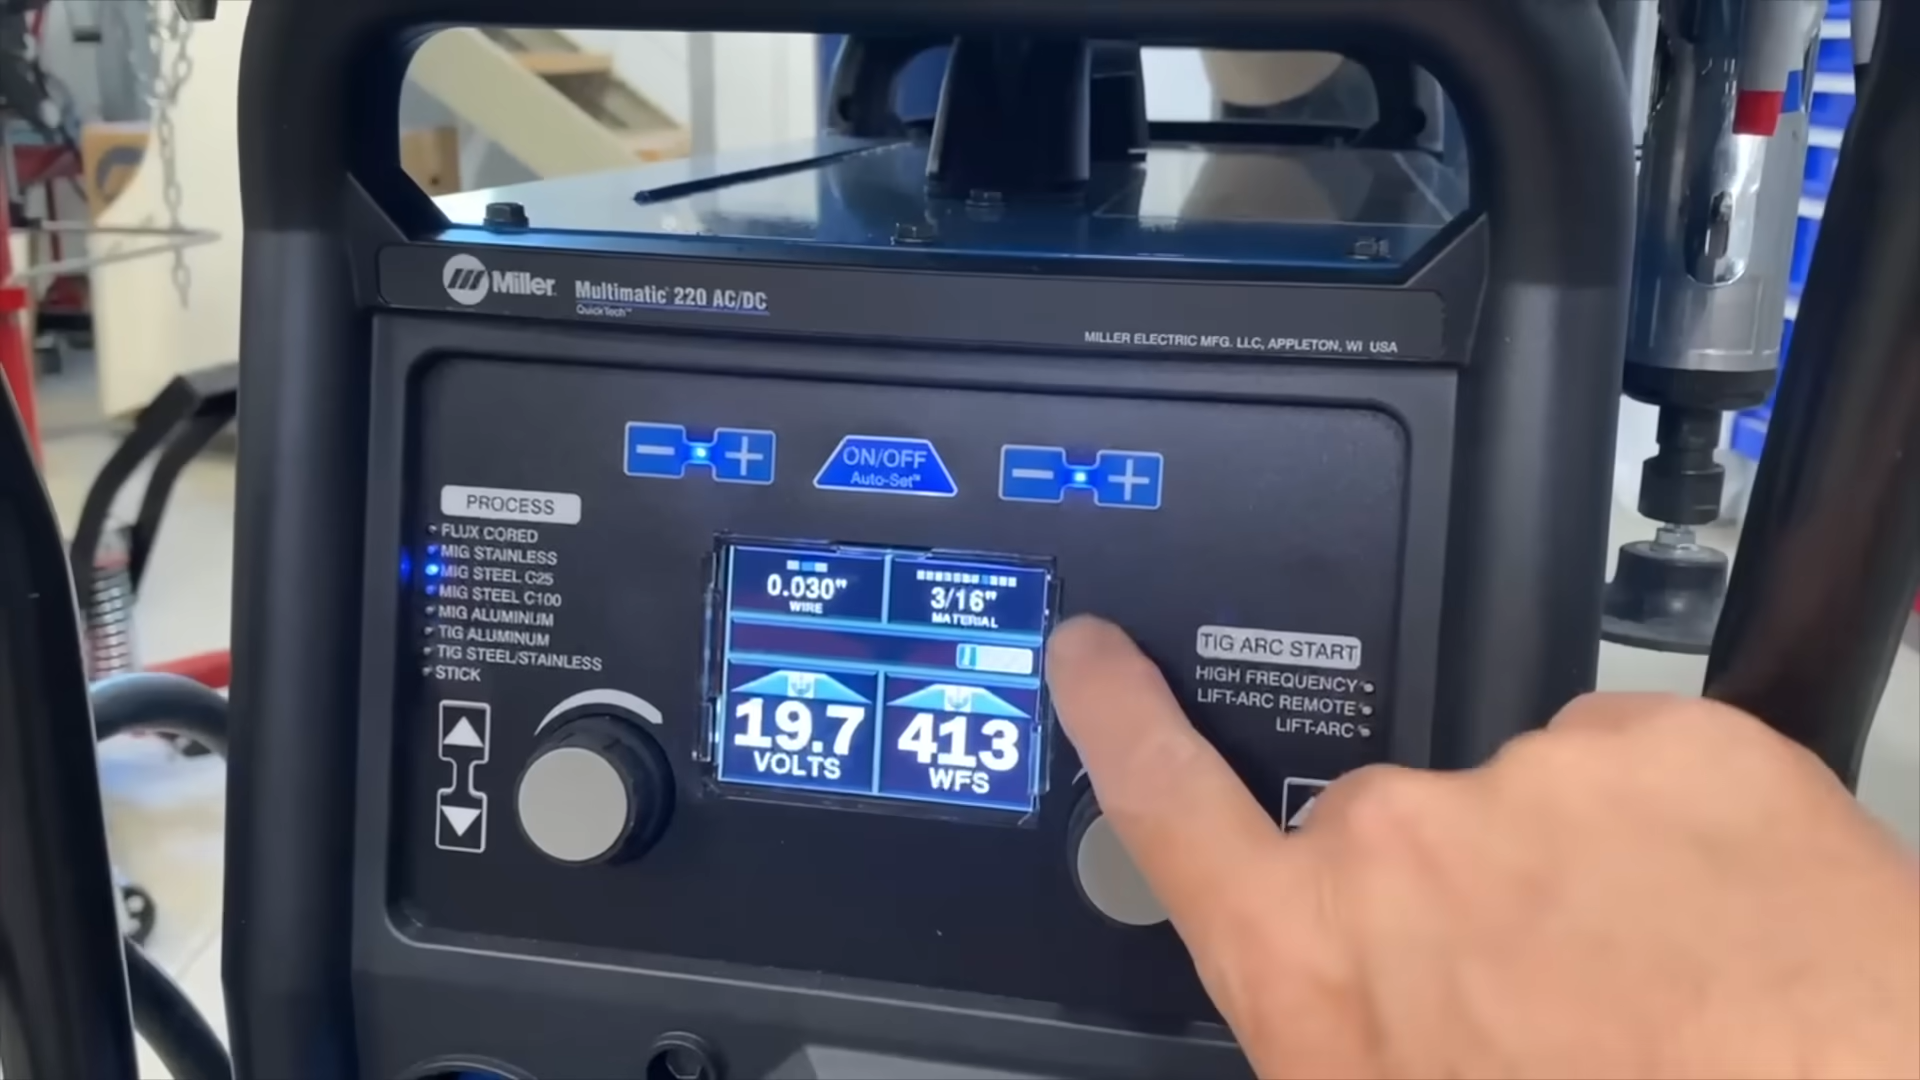 Miller
Multimatic 220 AC/DC
QuickTech™
MILLER ELECTRIC MFG. LLC, APPLETON, WI USA
ON/OFF
Auto-Set™
PROCESS
FLUX CORED
MIG STAINLESS
MIG STEEL C25
MIG STEEL C100
MIG ALUMINUM
TIG ALUMINUM
TIG STEEL/STAINLESS
STICK
0.030"
WIRE
3/16"
MATERIAL
19.7
VOLTS
413
WFS
TIG ARC START
HIGH FREQUENCY
LIFT-ARC REMOTE
LIFT-ARC